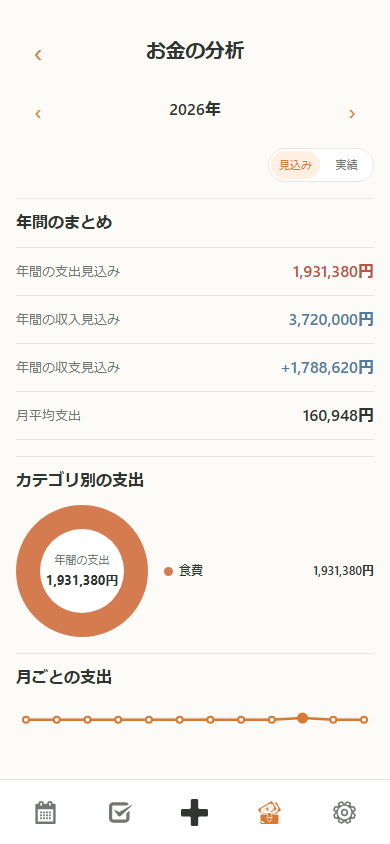 お金の分析
2026年
見込み 実績
年間のまとめ
年間の支出見込み 1,931,380円
年間の収入見込み 3,720,000円
年間の収支見込み +1,788,620円
月平均支出 160,948円
カテゴリ別の支出
年間の支出
1,931,380円
食費 1,931,380円
月ごとの支出